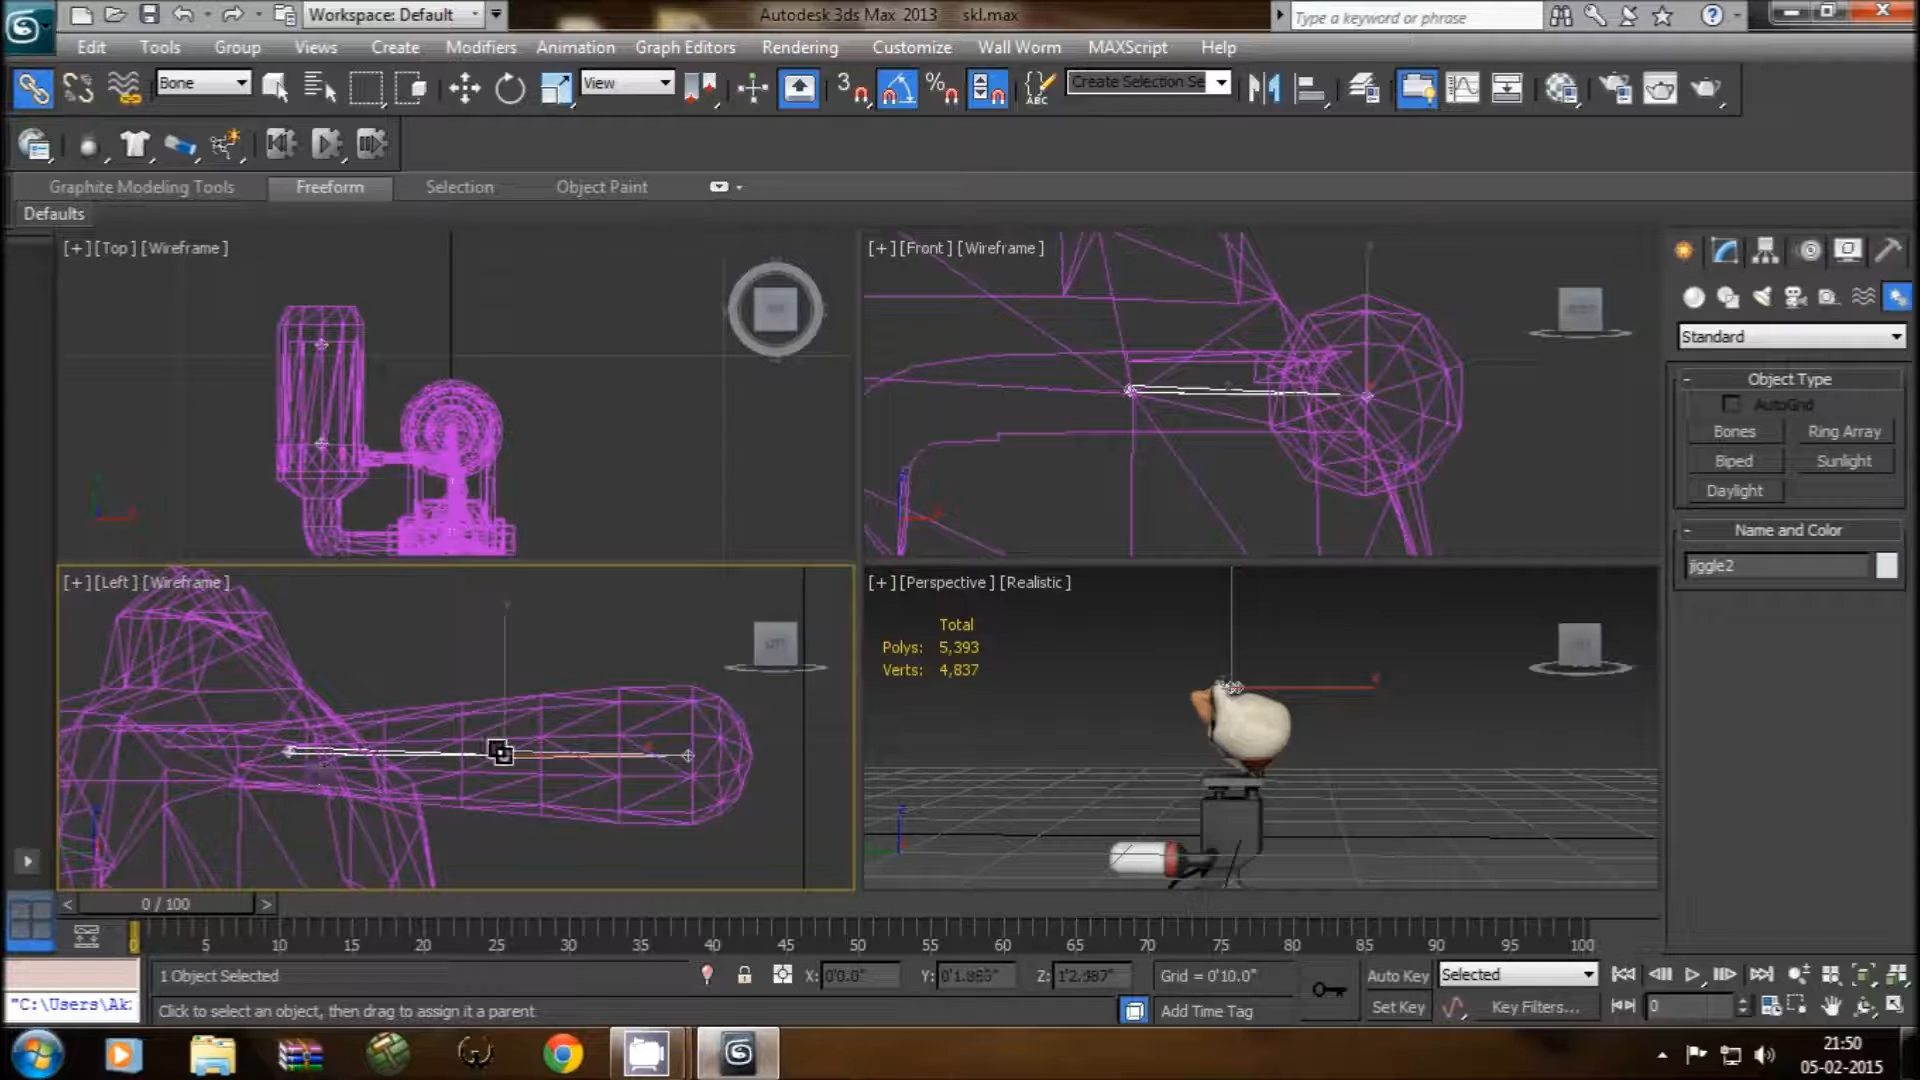 Workspace: Default
Autodesk 3ds Max 2013 skl.max
Type a keyword or phrase
Edit Tools Group Views Create Modifiers Animation Graph Editors Rendering Customize Wall Worm MAXScript Help
Bone
View
3
%
ABC
Create Selection Se
Graphite Modeling Tools Freeform Selection Object Paint
Defaults
[+][Top][Wireframe]
[+][Front][Wireframe]
Standard
Object Type
AutoGrid
Bones Ring Array
Biped Sunlight
Daylight
Name and Color
jiggle2
[+][Left][Wireframe]
[+][Perspective][Realistic]
Total
Polys: 5,393
Verts: 4,837
0 / 100
0 5 10 15 20 25 30 35 40 45 50 55 60 65 70 75 80 85 90 95 100
1 Object Selected
X: 0'0.0"
Grid = 0'10.0"
Auto Key Selected
"C:\Users\Ak:
Click to select an object, then drag to assign it a parent
Add Time Tag
Set Key Key Filters...
0
21:50
05-02-2015